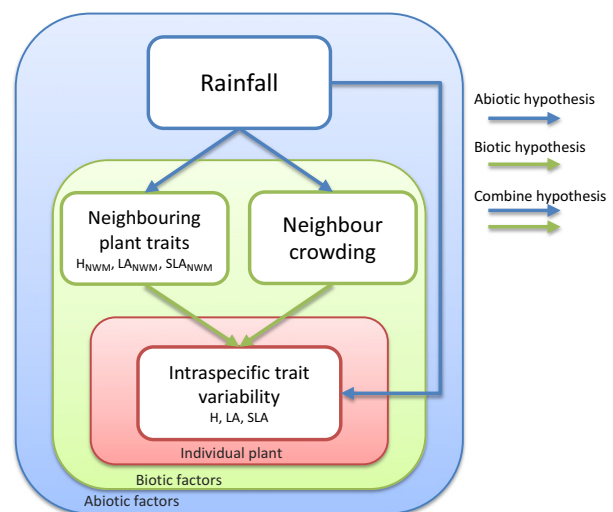 Rainfall
Abiotic hypothesis
Biotic hypothesis
Combine hypothesis
Neighbouring
plant traits
H_NWM, LA_NWM, SLA_NWM
Neighbour
crowding
Intraspecific trait
variability
H, LA, SLA
Individual plant
Biotic factors
Abiotic factors